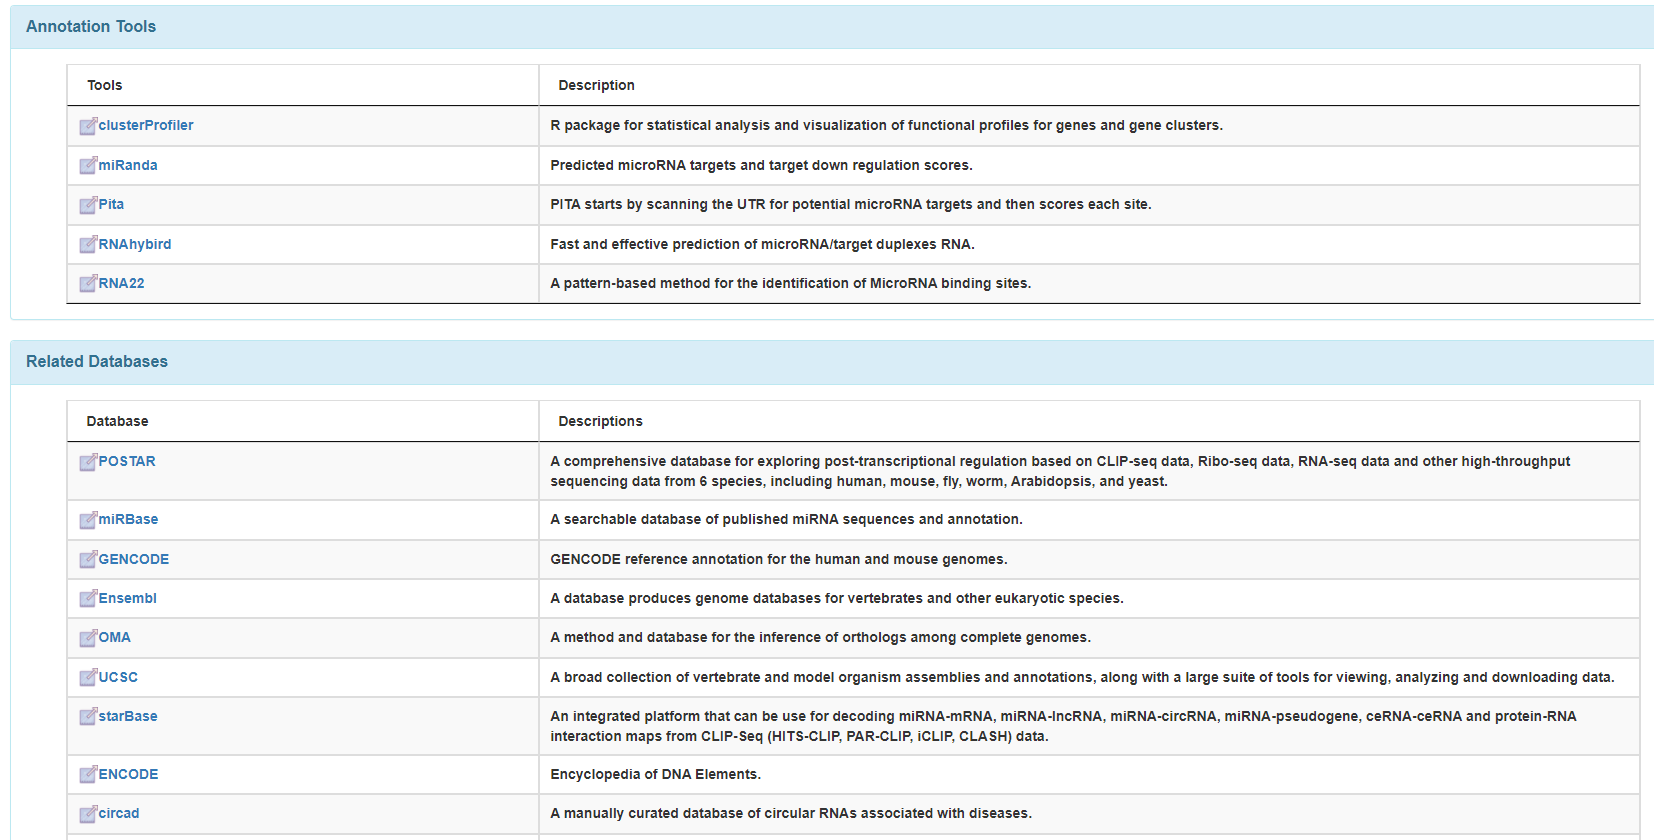 Annotation Tools
Tools Description
clusterProfiler R package for statistical analysis and visualization of functional profiles for genes and gene clusters.
miRanda Predicted microRNA targets and target down regulation scores.
Pita PITA starts by scanning the UTR for potential microRNA targets and then scores each site.
RNAhybird Fast and effective prediction of microRNA/target duplexes RNA.
RNA22 A pattern-based method for the identification of MicroRNA binding sites.
Related Databases
Database Descriptions
POSTAR A comprehensive database for exploring post-transcriptional regulation based on CLIP-seq data, Ribo-seq data, RNA-seq data and other high-throughput
sequencing data from 6 species, including human, mouse, fly, worm, Arabidopsis, and yeast.
miRBase A searchable database of published miRNA sequences and annotation.
GENCODE GENCODE reference annotation for the human and mouse genomes.
Ensembl A database produces genome databases for vertebrates and other eukaryotic species.
OMA A method and database for the inference of orthologs among complete genomes.
UCSC A broad collection of vertebrate and model organism assemblies and annotations, along with a large suite of tools for viewing, analyzing and downloading data.
starBase An integrated platform that can be use for decoding miRNA-mRNA, miRNA-lncRNA, miRNA-circRNA, miRNA-pseudogene, ceRNA-ceRNA and protein-RNA
interaction maps from CLIP-Seq (HITS-CLIP, PAR-CLIP, iCLIP, CLASH) data.
ENCODE Encyclopedia of DNA Elements.
circad A manually curated database of circular RNAs associated with diseases.